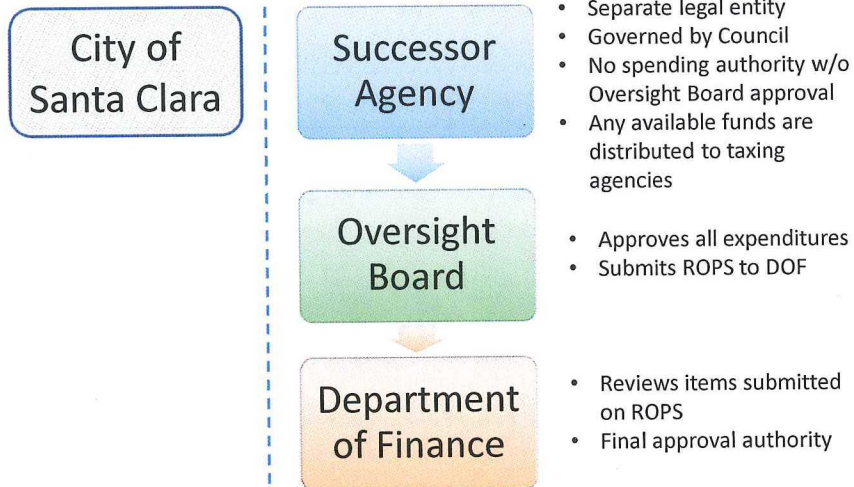 City of
Santa Clara
Successor
Agency
• Separate legal entity
• Governed by Council
• No spending authority w/o
Oversight Board approval
• Any available funds are
distributed to taxing
agencies
Oversight
Board
• Approves all expenditures
• Submits ROPS to DOF
Department
of Finance
• Reviews items submitted
on ROPS
• Final approval authority